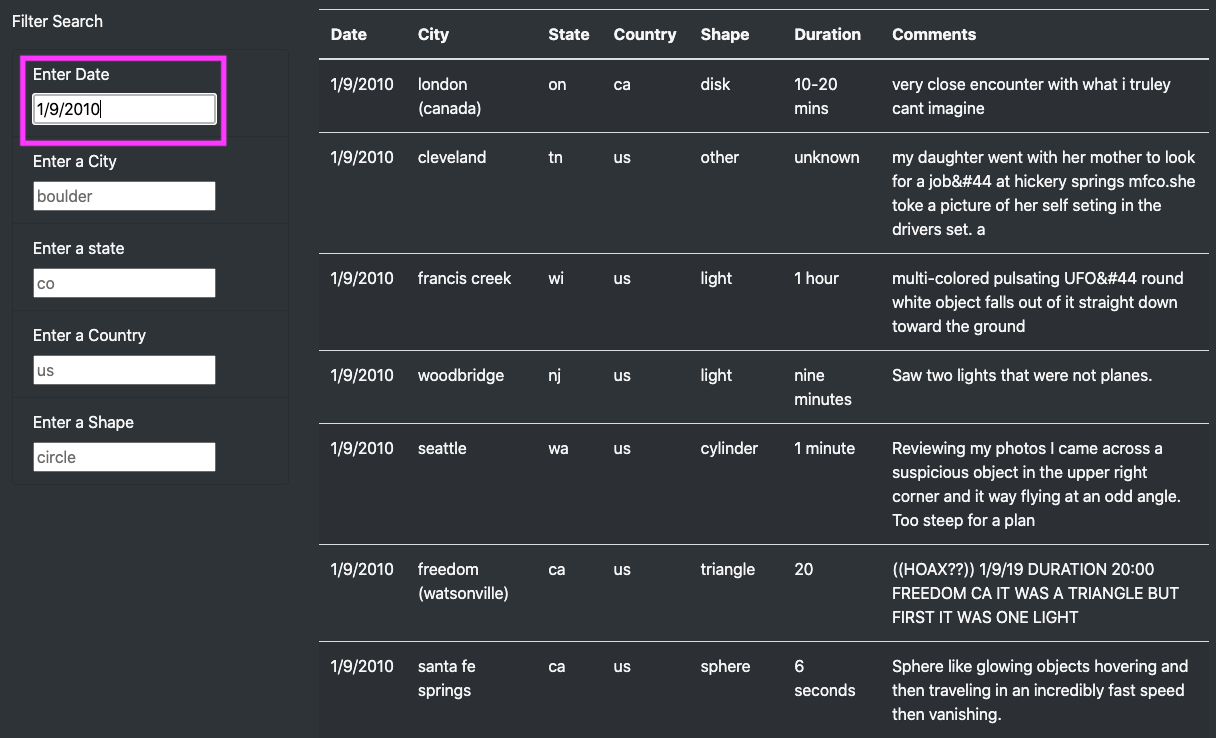 Filter Search
Enter Date
1/9/2010
Enter a City
boulder
Enter a state
co
Enter a Country
us
Enter a Shape
circle
Date City State Country Shape Duration Comments
1/9/2010 london on ca disk 10-20 very close encounter with what i truley
(canada) mins cant imagine
1/9/2010 cleveland tn us other unknown my daughter went with her mother to look
for a job&#44 at hickery springs mfco.she
toke a picture of her self seting in the
drivers set. a
1/9/2010 francis creek wi us light 1 hour multi-colored pulsating UFO&#44 round
white object falls out of it straight down
toward the ground
1/9/2010 woodbridge nj us light nine Saw two lights that were not planes.
minutes
1/9/2010 seattle wa us cylinder 1 minute Reviewing my photos I came across a
suspicious object in the upper right
corner and it way flying at an odd angle.
Too steep for a plan
1/9/2010 freedom ca us triangle 20 ((HOAX??)) 1/9/19 DURATION 20:00
(watsonville) FREEDOM CA IT WAS A TRIANGLE BUT
FIRST IT WAS ONE LIGHT
1/9/2010 santa fe ca us sphere 6 Sphere like glowing objects hovering and
springs seconds then traveling in an incredibly fast speed
then vanishing.